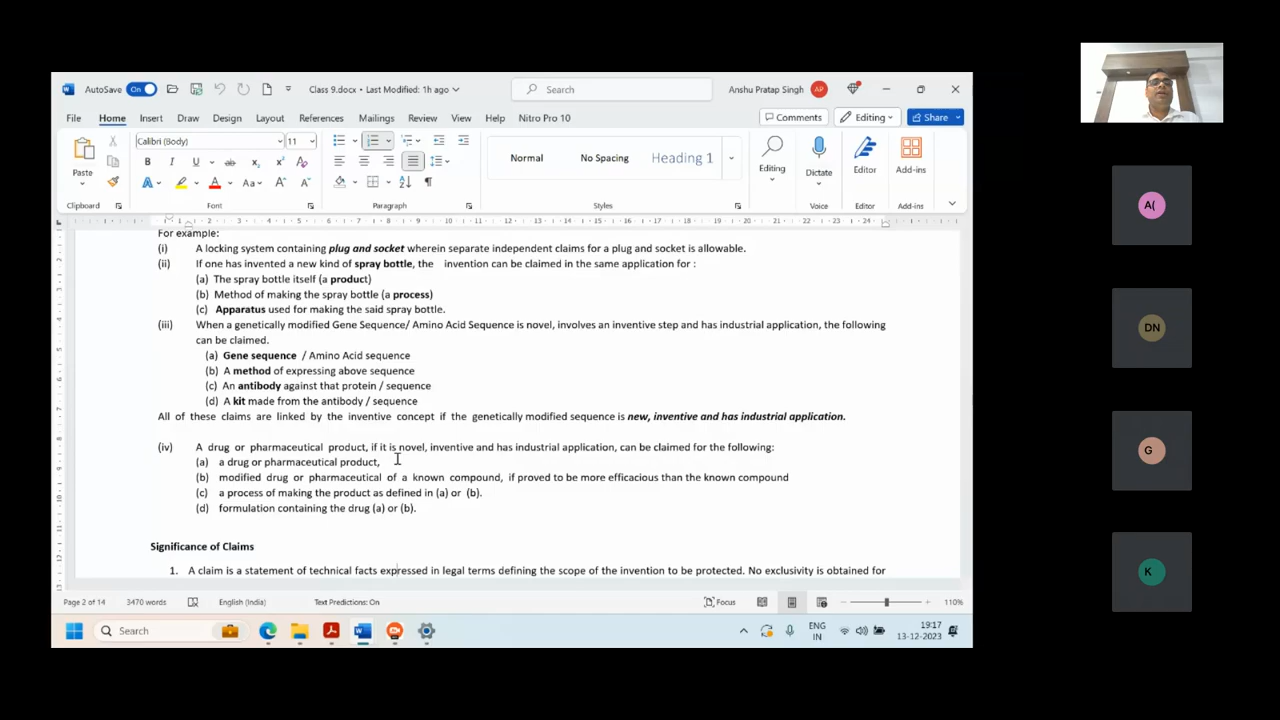 AutoSave On Class 9.docx • Last Modified: 1h ago Search Anshu Pratap Singh AP
File Home Insert Draw Design Layout References Mailings Review View Help Nitro Pro 10 Comments Editing Share
Calibri (Body) 11
Paste
Normal No Spacing Heading 1
Editing Dictate Editor Add-ins
Clipboard Font Paragraph Styles Voice Editor Add-ins
For example:
(i) A locking system containing plug and socket wherein separate independent claims for a plug and socket is allowable.
(ii) If one has invented a new kind of spray bottle, the invention can be claimed in the same application for :
(a) The spray bottle itself (a product)
(b) Method of making the spray bottle (a process)
(c) Apparatus used for making the said spray bottle.
(iii) When a genetically modified Gene Sequence/ Amino Acid Sequence is novel, involves an inventive step and has industrial application, the following
can be claimed.
(a) Gene sequence / Amino Acid sequence
(b) A method of expressing above sequence
(c) An antibody against that protein / sequence
(d) A kit made from the antibody / sequence
All of these claims are linked by the inventive concept if the genetically modified sequence is new, inventive and has industrial application.
(iv) A drug or pharmaceutical product, if it is novel, inventive and has industrial application, can be claimed for the following:
(a) a drug or pharmaceutical product,
(b) modified drug or pharmaceutical of a known compound, if proved to be more efficacious than the known compound
(c) a process of making the product as defined in (a) or (b).
(d) formulation containing the drug (a) or (b).
Significance of Claims
1. A claim is a statement of technical facts expressed in legal terms defining the scope of the invention to be protected. No exclusivity is obtained for
Page 2 of 14 3470 words English (India) Text Predictions: On Focus 110%
Search ENG IN 19:17 13-12-2023
A(
DN
G
K